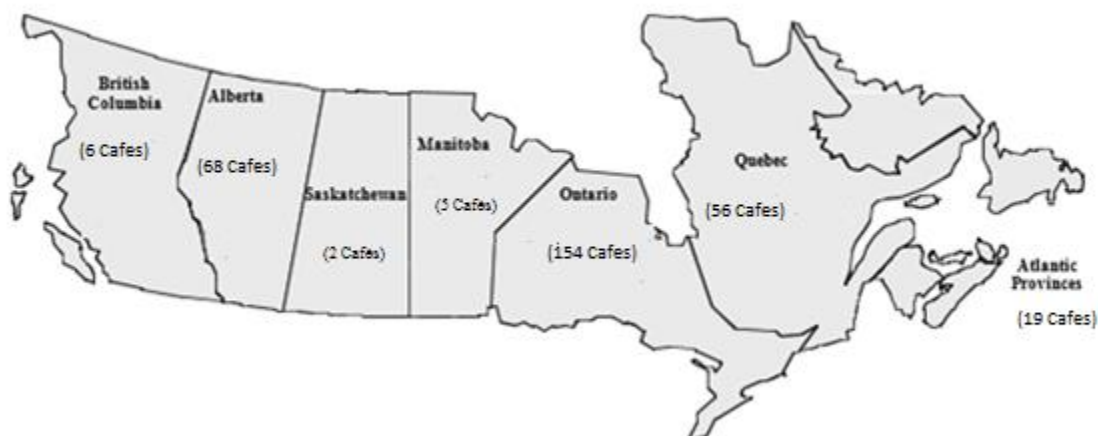 British
Columbia
(6 Cafes)
Alberta
(68 Cafes)
Saskatchewan
(2 Cafes)
Manitoba
(5 Cafes)
Ontario
(154 Cafes)
Quebec
(56 Cafes)
Atlantic
Provinces
(19 Cafes)